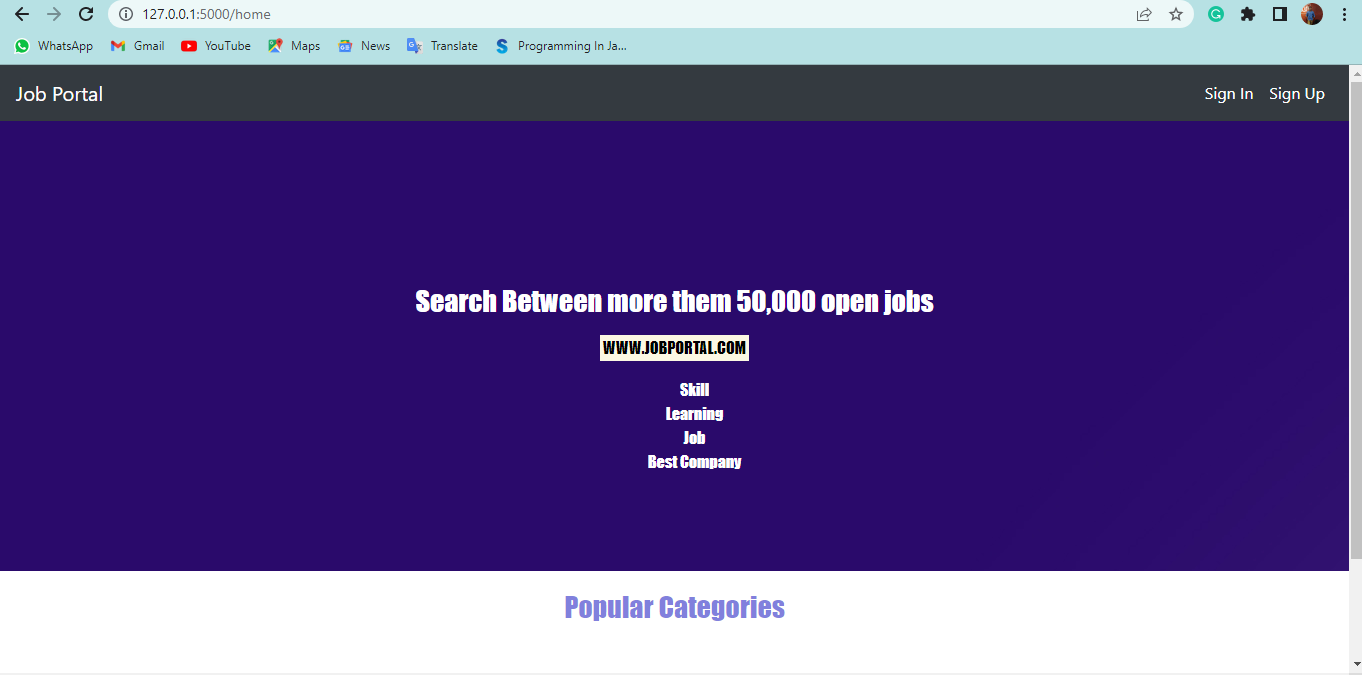 127.0.0.1:5000/home
WhatsApp Gmail YouTube Maps News Translate Programming In Ja...
Job Portal Sign In Sign Up
Search Between more them 50,000 open jobs
WWW.JOBPORTAL.COM
Skill
Learning
Job
Best Company
Popular Categories